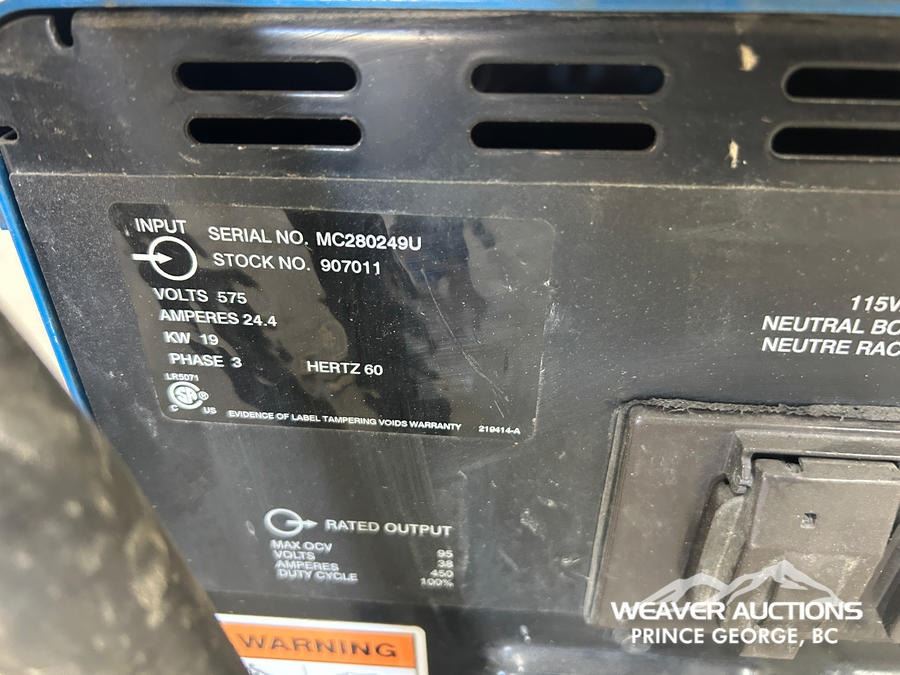 INPUT
SERIAL NO. MC280249U
STOCK NO. 907011
VOLTS 575
AMPERES 24.4
KW 19
PHASE 3 HERTZ 60
LR5071
CSA ®
C US
EVIDENCE OF LABEL TAMPERING VOIDS WARRANTY 219414-A
115V
NEUTRAL BO
NEUTRE RAC
RATED OUTPUT
MAX OCV 95
VOLTS 38
AMPERES 450
DUTY CYCLE 100%
WARNING
WEAVER AUCTIONS
PRINCE GEORGE, BC